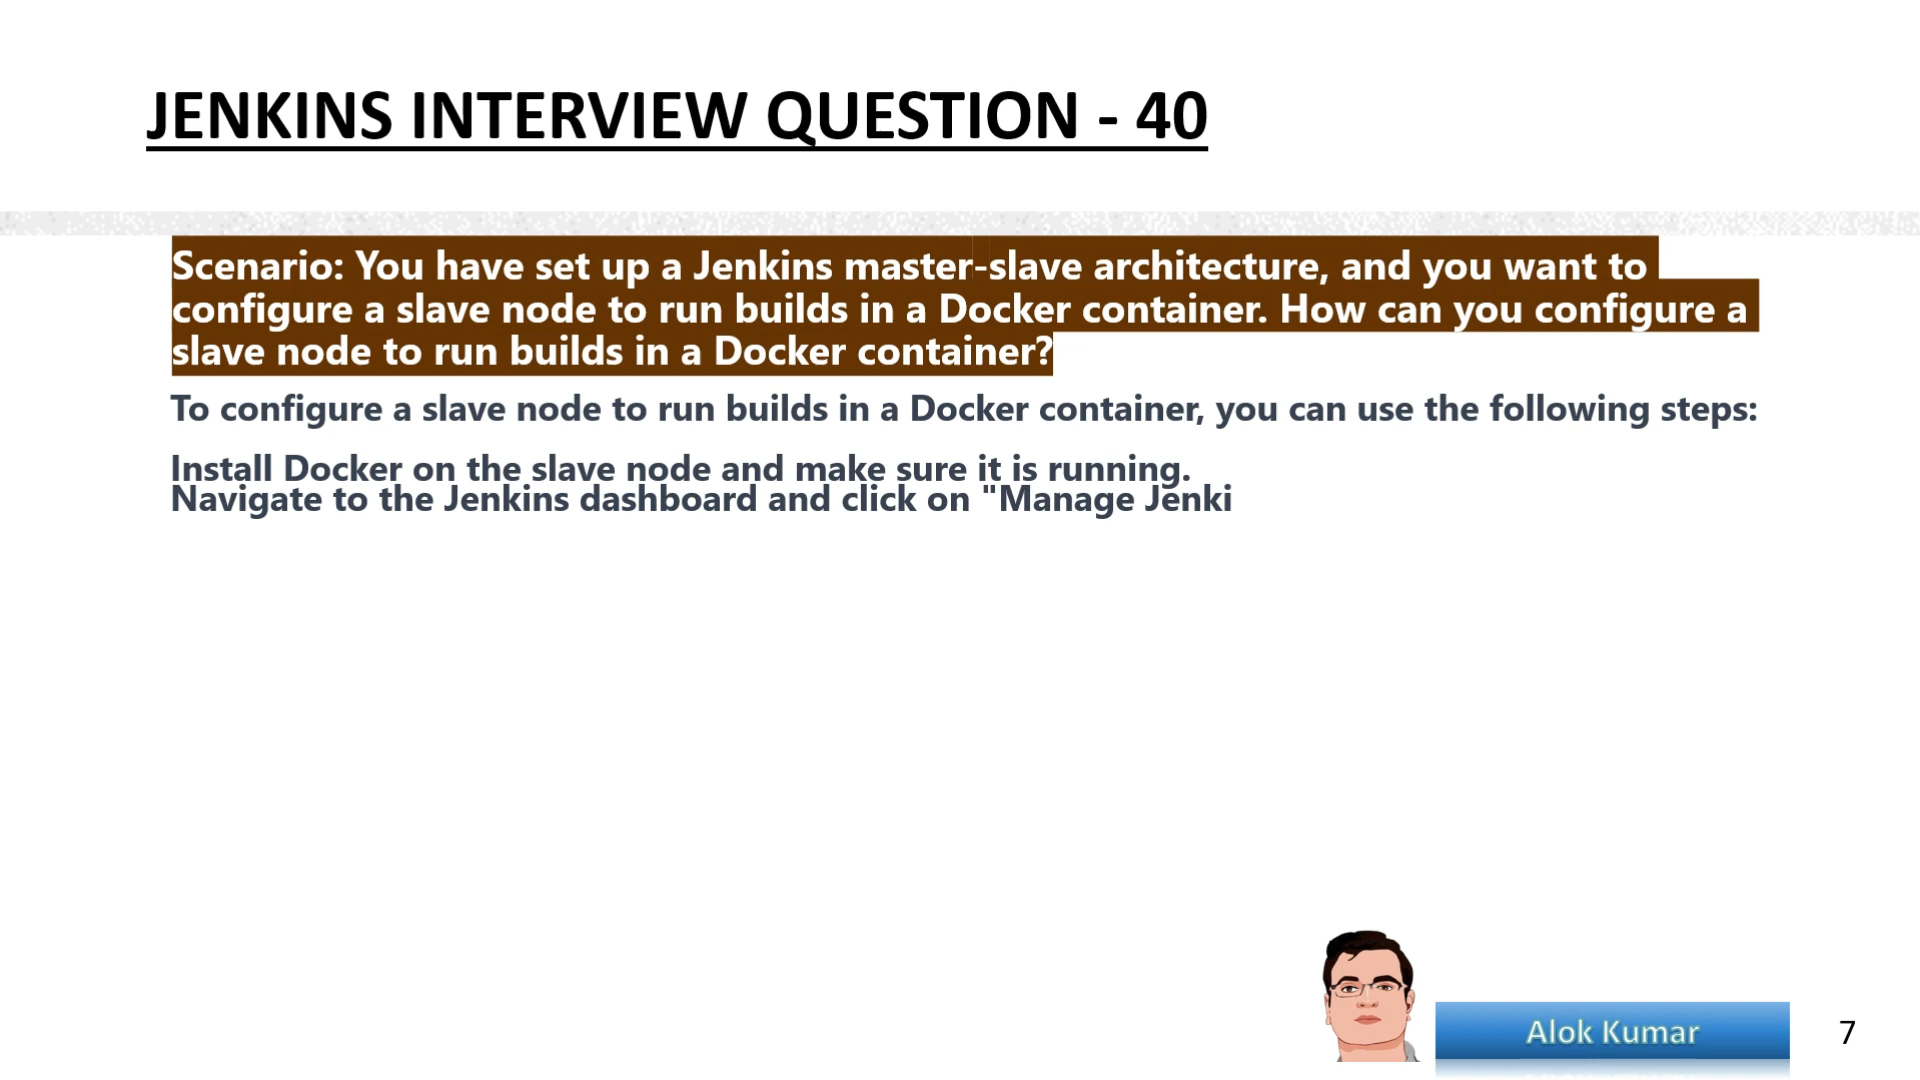 JENKINS INTERVIEW QUESTION - 40
Scenario: You have set up a Jenkins master-slave architecture, and you want to
configure a slave node to run builds in a Docker container. How can you configure a
slave node to run builds in a Docker container?
To configure a slave node to run builds in a Docker container, you can use the following steps:
Install Docker on the slave node and make sure it is running.
Navigate to the Jenkins dashboard and click on "Manage Jenki
Alok Kumar
7